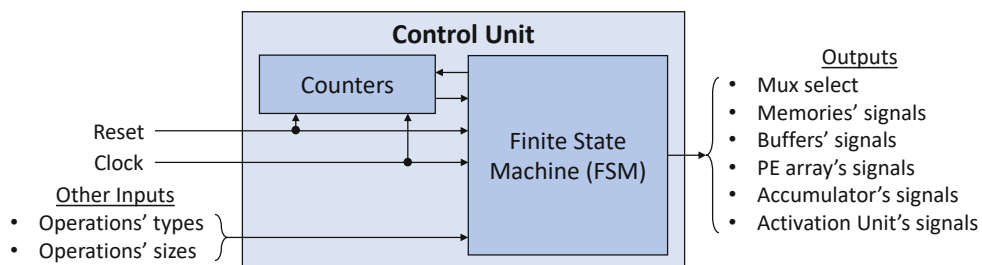 Control Unit
Counters
Finite State
Machine (FSM)
Reset
Clock
Other Inputs
• Operations’ types
• Operations’ sizes
Outputs
• Mux select
• Memories’ signals
• Buffers’ signals
• PE array’s signals
• Accumulator’s signals
• Activation Unit’s signals